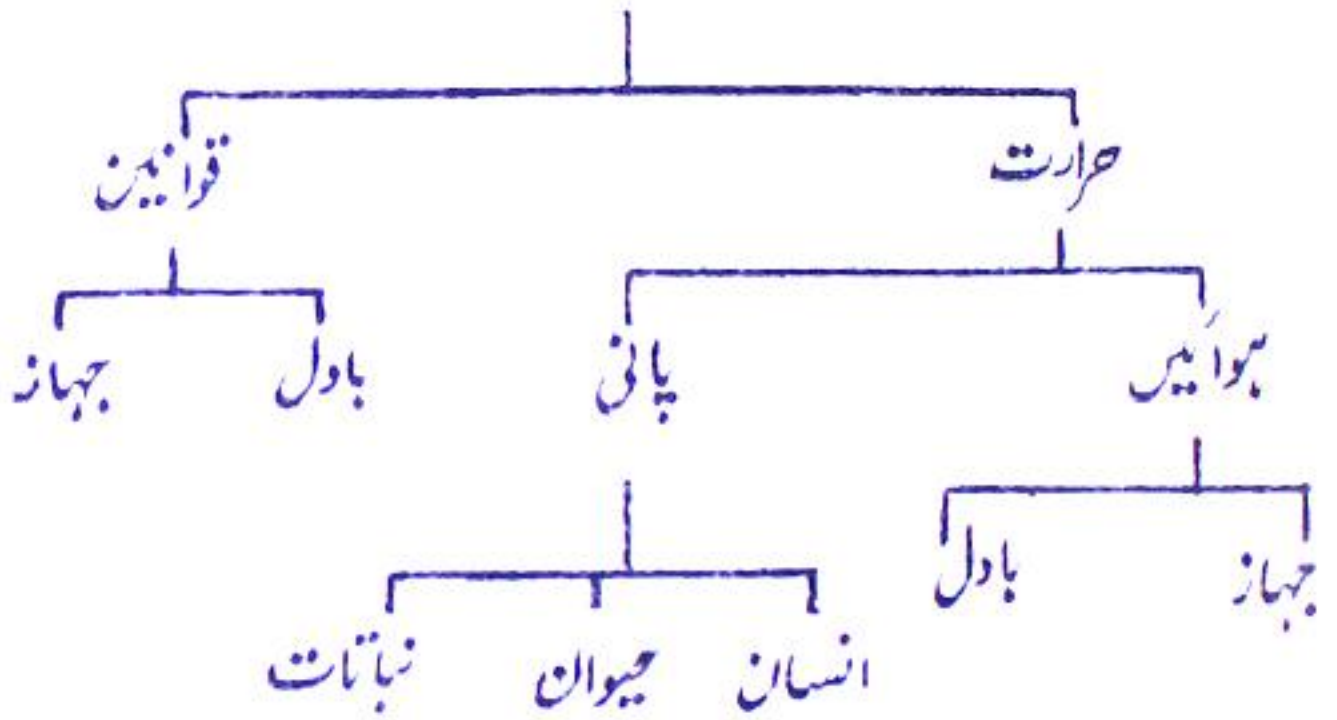 حرارت قوانین
ہوائیں پانی بادل جہاز
جہاز بادل
انسان حیوان نباتات